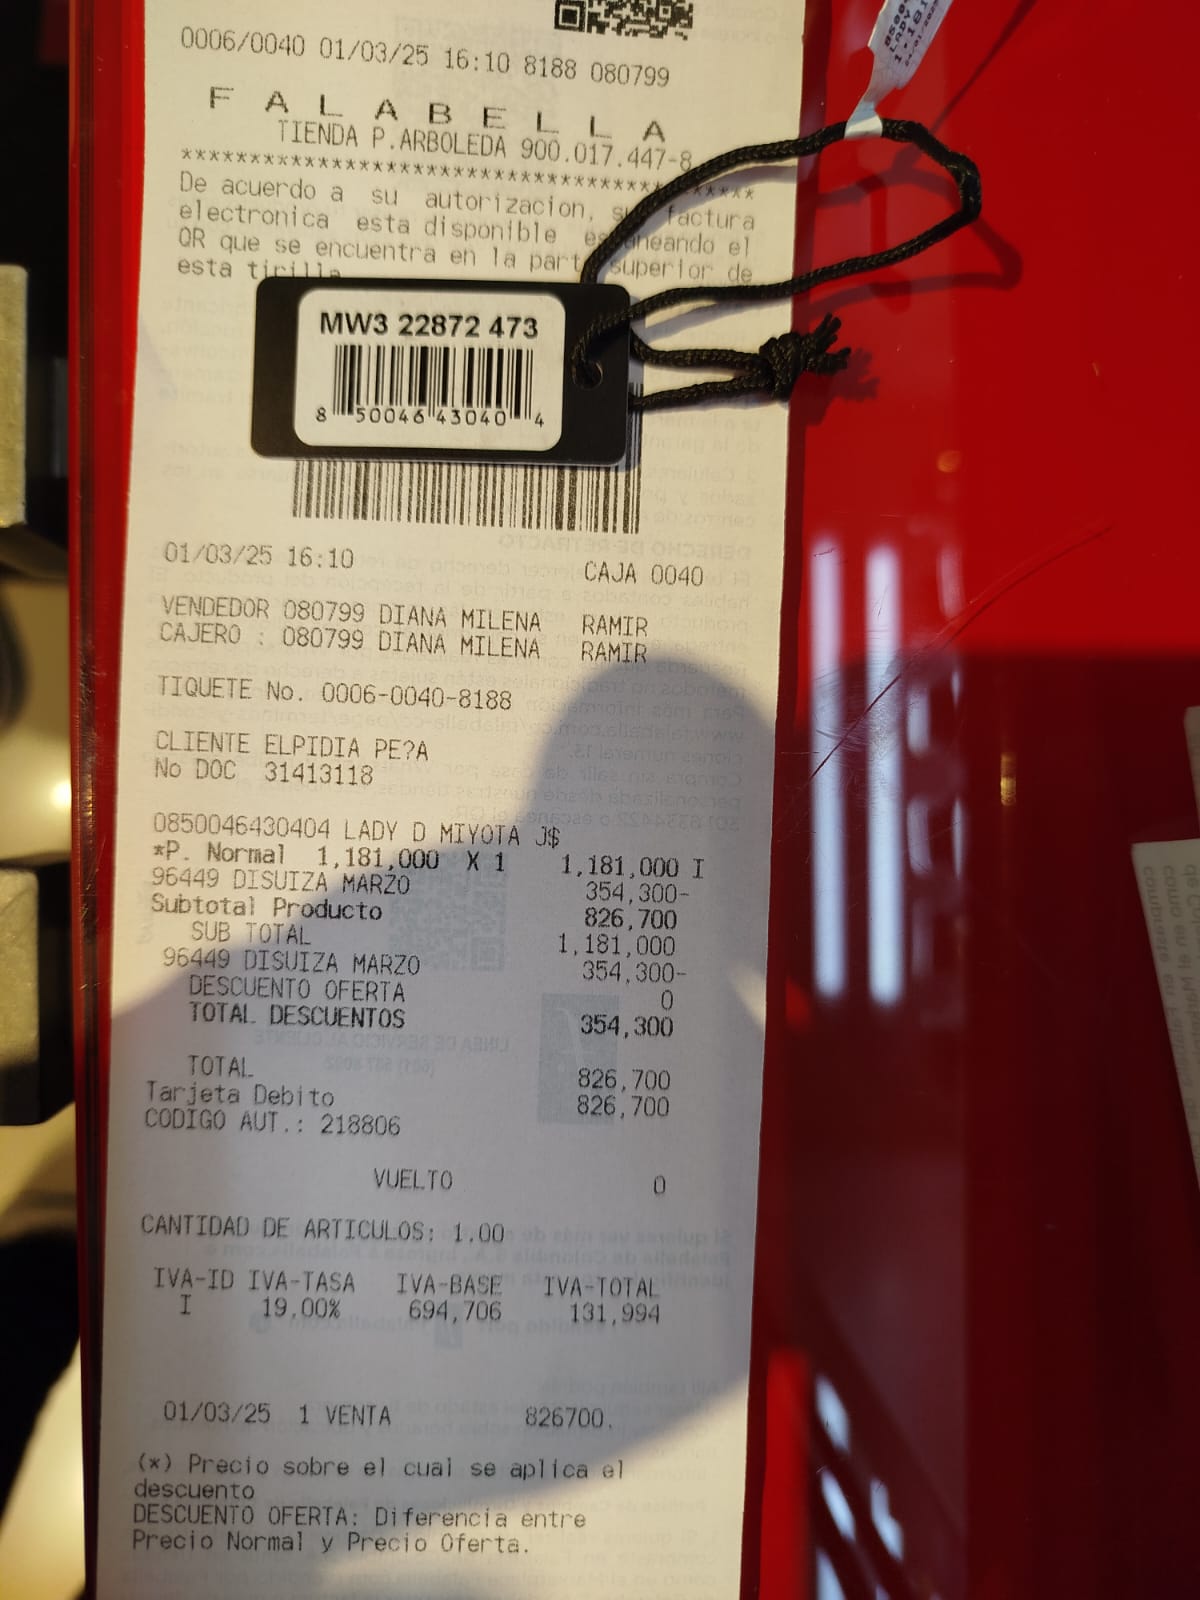 0006/0040 01/03/25 16:10 8188 080799
F A L A B E L L A
TIENDA P.ARBOLEDA 900.017.447-8
De acuerdo a su autorizacion, su factura
electronica esta disponible escaneando el
QR que se encuentra en la parte superior de
esta tirilla
MW3 22872 473
8 50046 43040 4
01/03/25 16:10 CAJA 0040
VENDEDOR 080799 DIANA MILENA RAMIR
CAJERO : 080799 DIANA MILENA RAMIR
TIQUETE No. 0006-0040-8188
CLIENTE ELPIDIA PE?A
No DOC 31413118
0850046430404 LADY D MIYOTA J$
*P. Normal 1,181,000 X 1 1,181,000 I
96449 DISUIZA MARZO 354,300-
Subtotal Producto 826,700
SUB TOTAL 1,181,000
96449 DISUIZA MARZO 354,300-
DESCUENTO OFERTA 0
TOTAL DESCUENTOS 354,300
TOTAL 826,700
Tarjeta Debito 826,700
CODIGO AUT.: 218806
VUELTO 0
CANTIDAD DE ARTICULOS: 1.00
IVA-ID IVA-TASA IVA-BASE IVA-TOTAL
I 19.00% 694,706 131,994
01/03/25 1 VENTA 826700.
(*) Precio sobre el cual se aplica el
descuento
DESCUENTO OFERTA: Diferencia entre
Precio Normal y Precio Oferta.